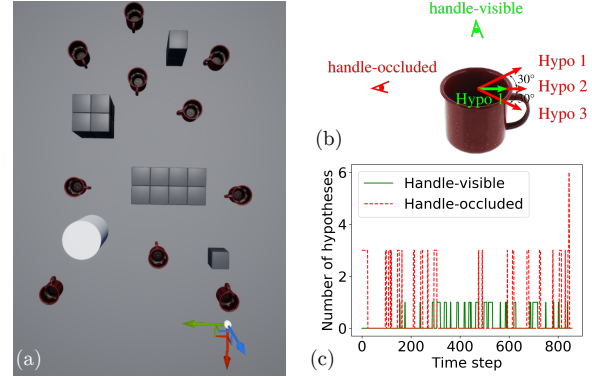 (a)
handle-visible
handle-occluded
Hypo 1
30°
Hypo 1
Hypo 2
30°
Hypo 3
(b)
Handle-visible
Handle-occluded
Number of hypotheses
6
4
2
0
0
200
400
600
800
Time step
(c)